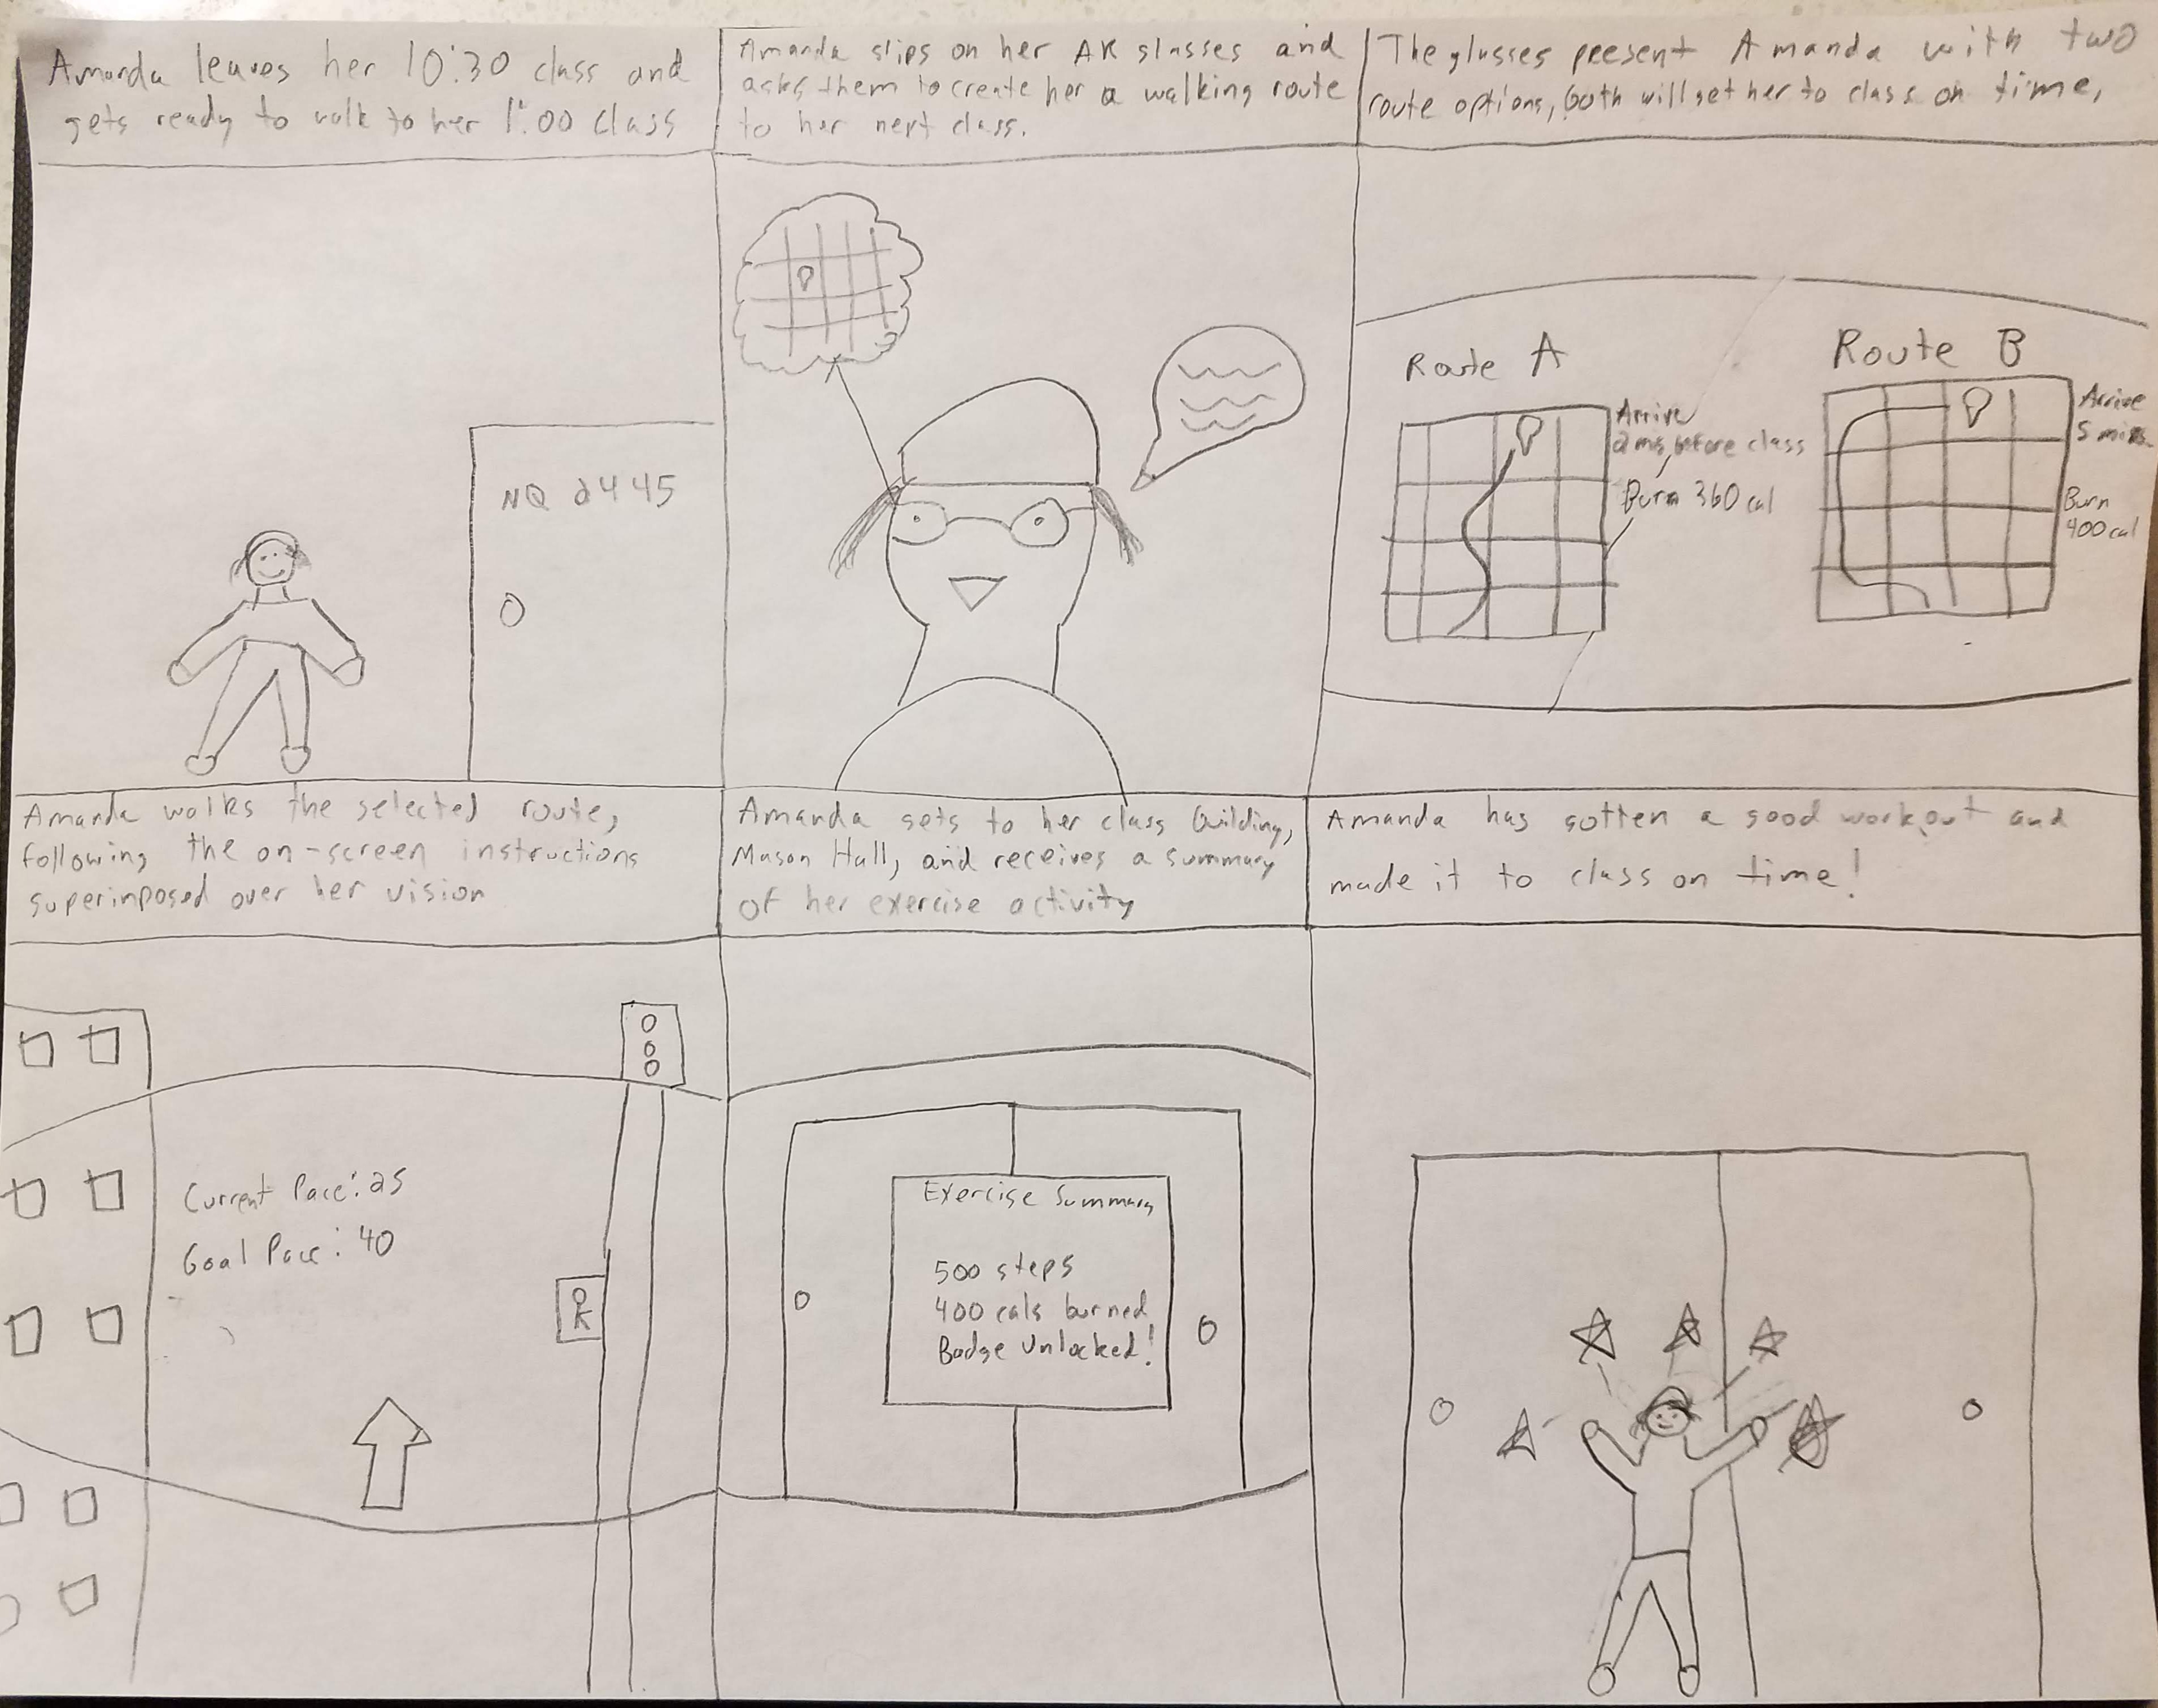 Amanda leaves her 10:30 class and
gets ready to walk to her 1:00 class
Amanda slips on her AR glasses and
asks them to create her a walking route
to her next class.
The glasses present Amanda with two
route options, both will get her to class on time,
NQ 2445
Route A
Arrive
2 mins before class
Burn 360 cal
Route B
Arrive
5 mins
Burn
400 cal
Amanda walks the selected route,
following the on-screen instructions
superimposed over her vision
Amanda gets to her class building,
Mason Hall, and receives a summary
of her exercise activity
Amanda has gotten a good workout and
made it to class on time!
Current Pace: 25
Goal Pace: 40
Exercise Summary
500 steps
400 cals burned
Badge Unlocked!